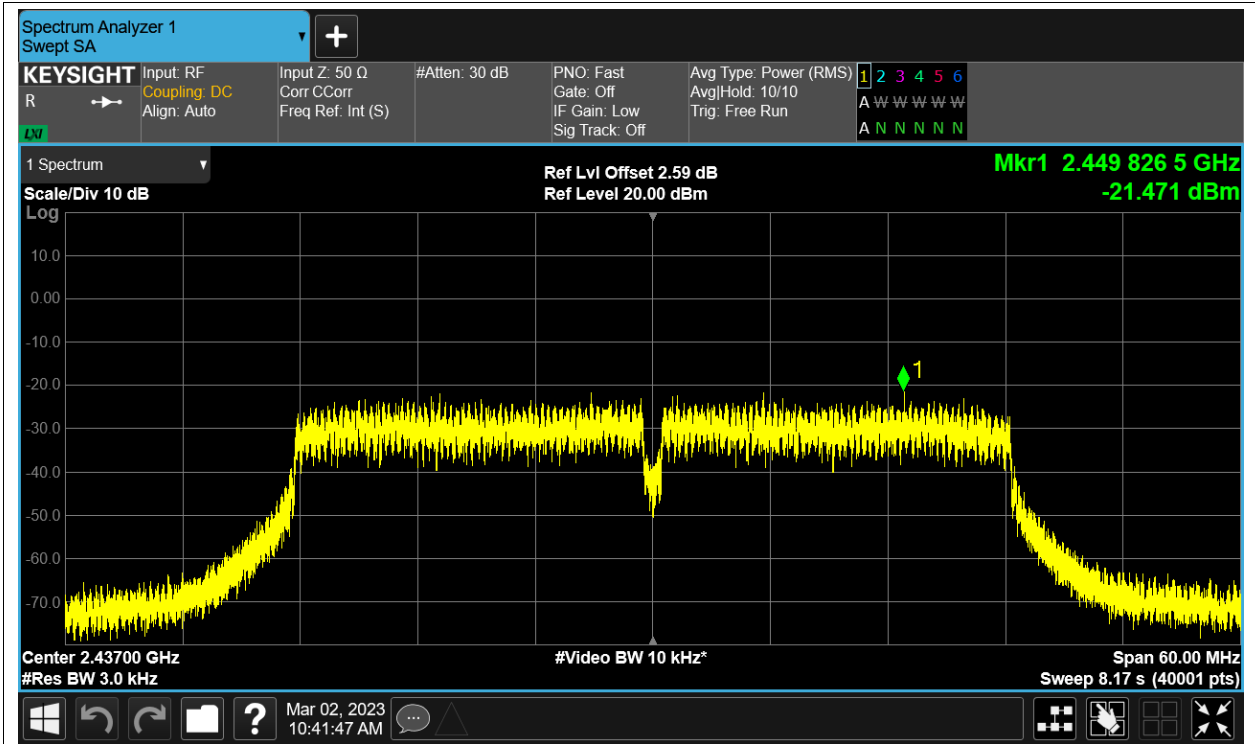 Spectrum Analyzer 1
Swept SA
+
KEYSIGHT
R
LXI
Input: RF
Coupling: DC
Align: Auto
Input Z: 50 Ω
Corr CCorr
Freq Ref: Int (S)
#Atten: 30 dB
PNO: Fast
Gate: Off
IF Gain: Low
Sig Track: Off
Avg Type: Power (RMS)
Avg|Hold: 10/10
Trig: Free Run
1 2 3 4 5 6
A W W W W W
A N N N N N
1 Spectrum
Scale/Div 10 dB
Log
Ref Lvl Offset 2.59 dB
Ref Level 20.00 dBm
Mkr1 2.449 826 5 GHz
-21.471 dBm
10.0
0.00
-10.0
-20.0
-30.0
-40.0
-50.0
-60.0
-70.0
1
Center 2.43700 GHz
#Res BW 3.0 kHz
#Video BW 10 kHz*
Span 60.00 MHz
Sweep 8.17 s (40001 pts)
?
Mar 02, 2023
10:41:47 AM